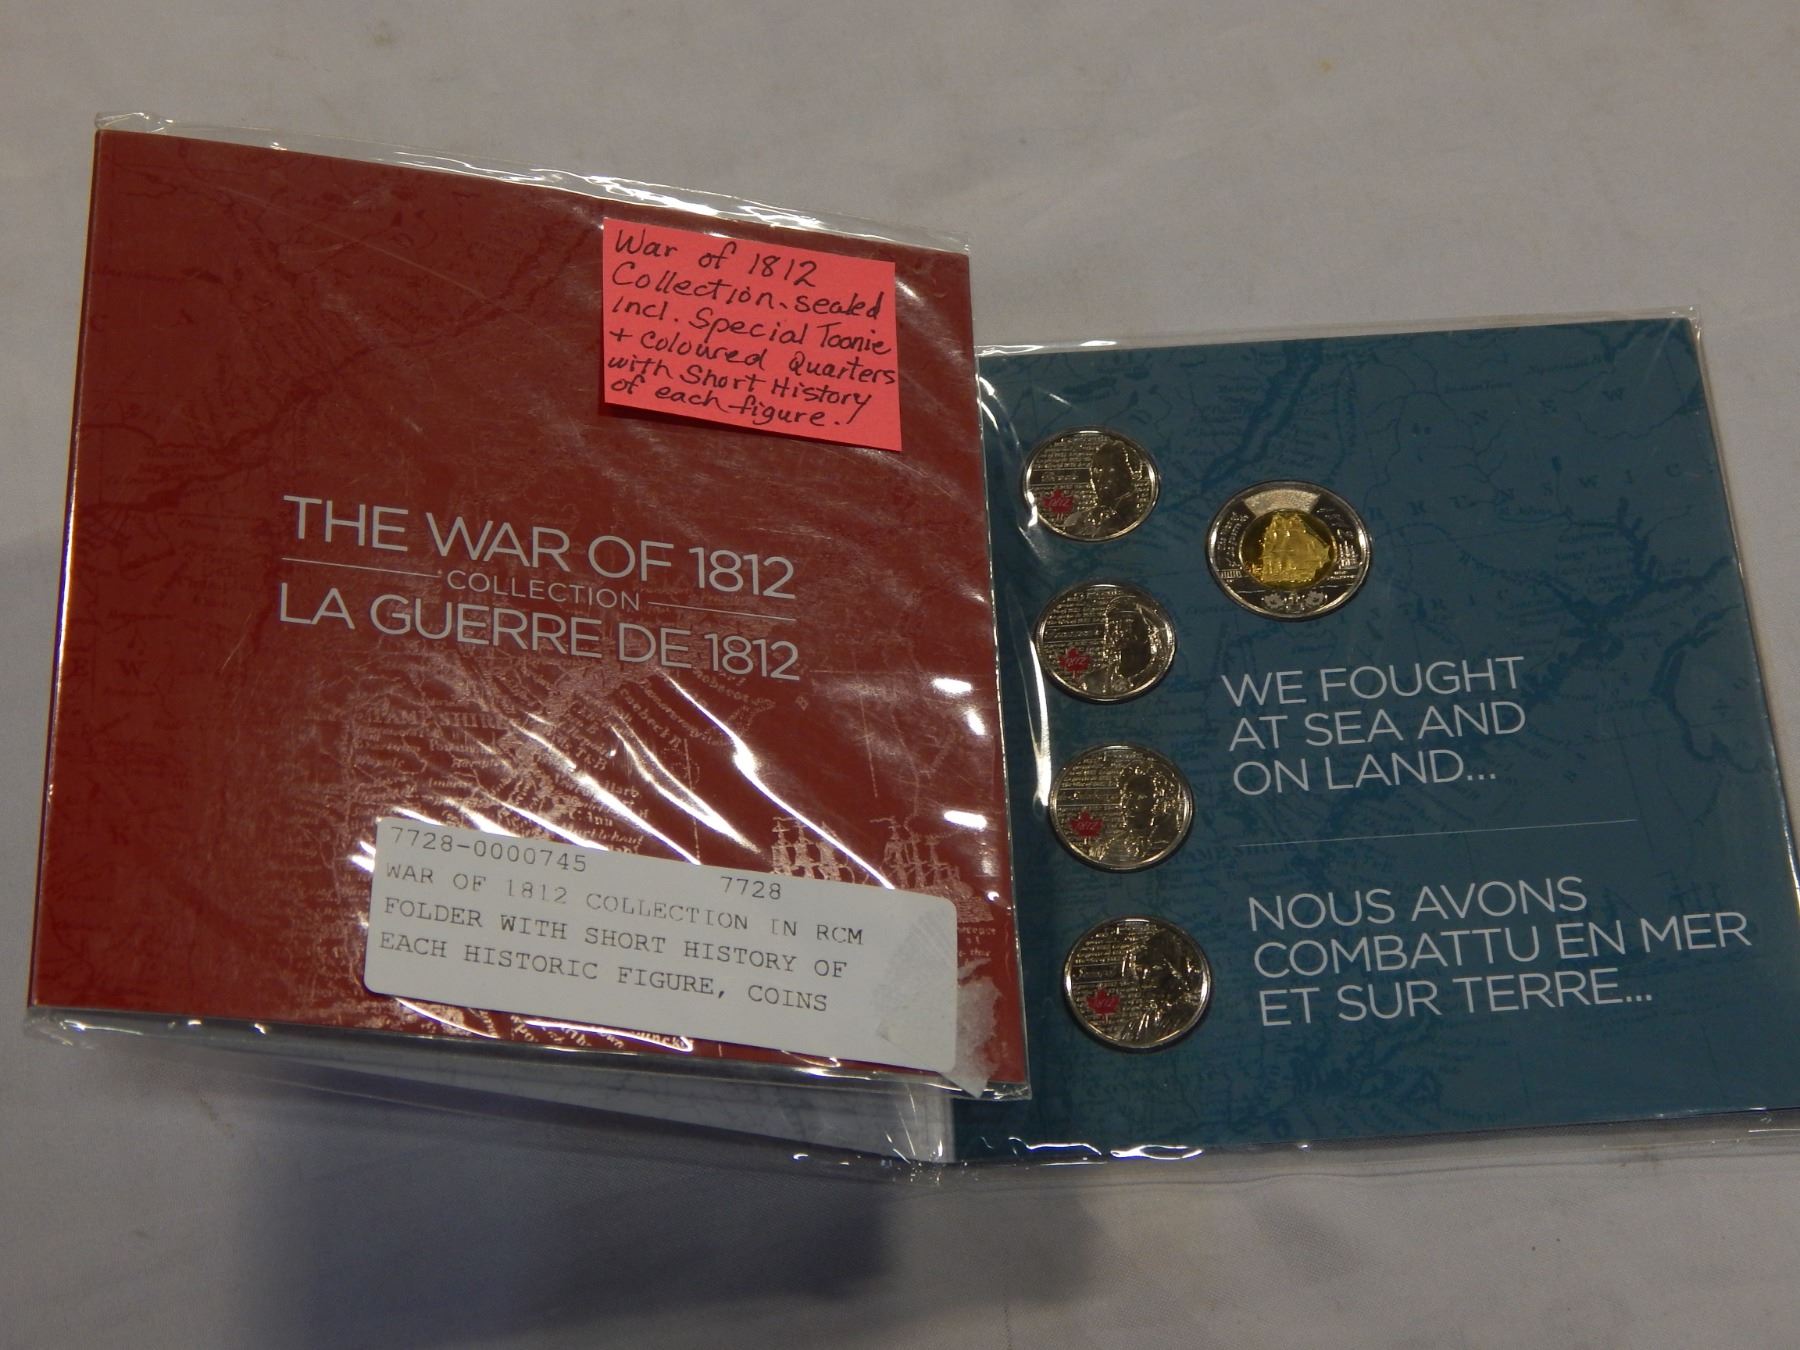 War of 1812
Collection-sealed
incl. Special Toonie
+ Coloured Quarters
with Short History
of each figure.
THE WAR OF 1812
COLLECTION
LA GUERRE DE 1812
7728-0000745
7728
WAR OF 1812 COLLECTION IN RCM
FOLDER WITH SHORT HISTORY OF
EACH HISTORIC FIGURE, COINS
WE FOUGHT
AT SEA AND
ON LAND...
NOUS AVONS
COMBATTU EN MER
ET SUR TERRE...